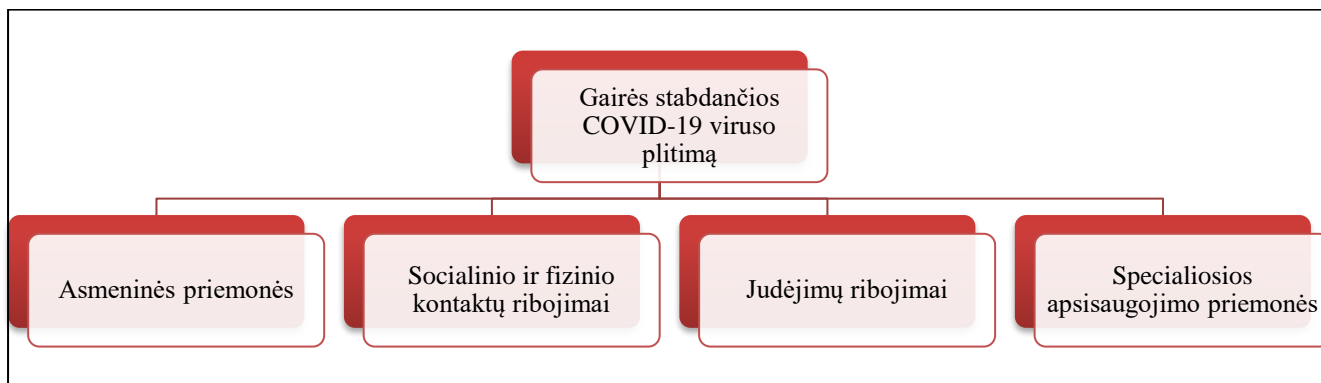 Gairės stabdančios
COVID-19 viruso
plitimą
Asmeninės priemonės
Socialinio ir fizinio
kontaktų ribojimai
Judėjimų ribojimai
Specialiosios
apsisaugojimo priemonės